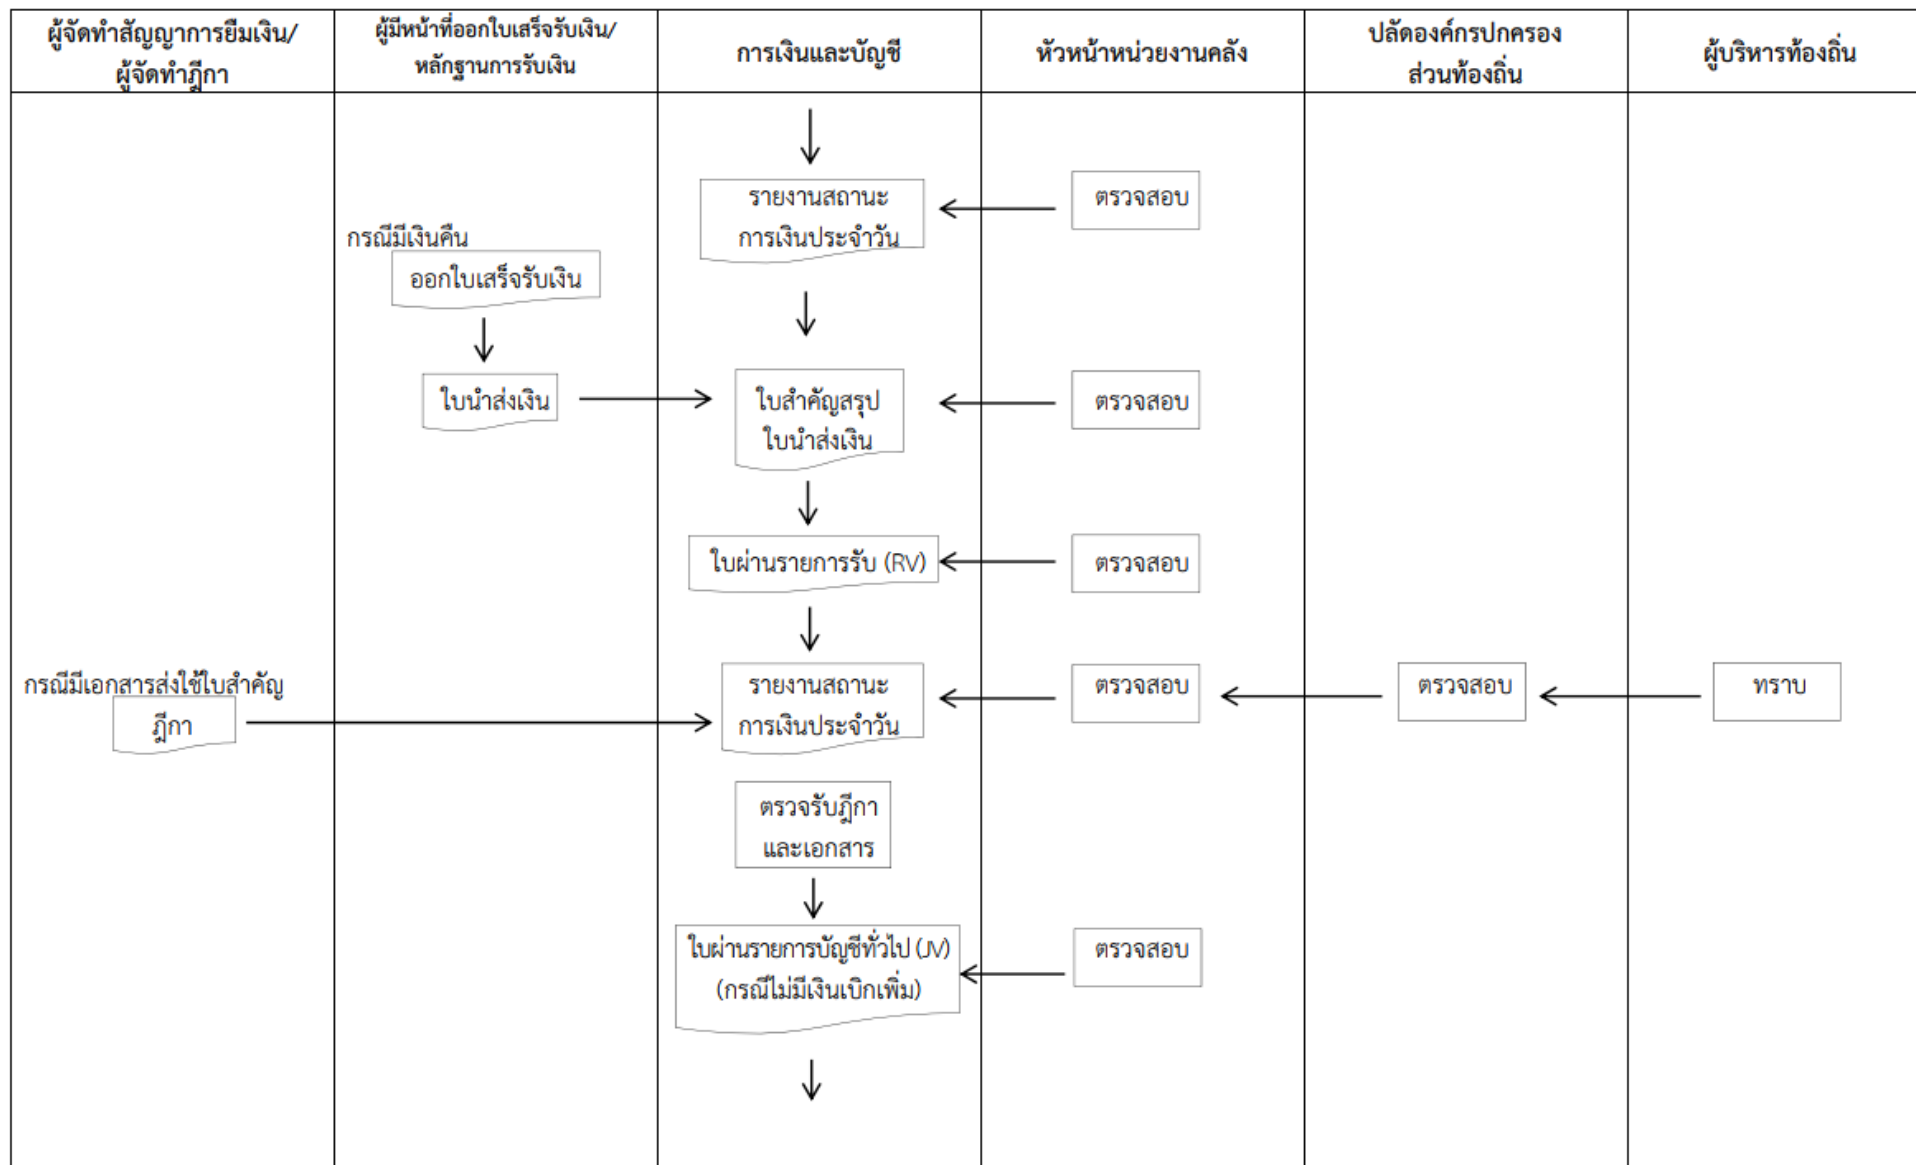 ผู้จัดทำสัญญาการยืมเงิน/
ผู้จัดทำฎีกา
ผู้มีหน้าที่ออกใบเสร็จรับเงิน/
หลักฐานการรับเงิน
การเงินและบัญชี
หัวหน้าหน่วยงานคลัง
ปลัดองค์กรปกครอง
ส่วนท้องถิ่น
ผู้บริหารท้องถิ่น
รายงานสถานะ
การเงินประจำวัน
ตรวจสอบ
กรณีมีเงินคืน
ออกใบเสร็จรับเงิน
ใบนำส่งเงิน
ใบสำคัญสรุป
ใบนำส่งเงิน
ตรวจสอบ
ใบผ่านรายการรับ (RV)
ตรวจสอบ
กรณีมีเอกสารส่งใช้ใบสำคัญ
ฎีกา
รายงานสถานะ
การเงินประจำวัน
ตรวจสอบ
ตรวจสอบ
ทราบ
ตรวจรับฎีกา
และเอกสาร
ใบผ่านรายการบัญชีทั่วไป (JV)
(กรณีไม่มีเงินเบิกเพิ่ม)
ตรวจสอบ